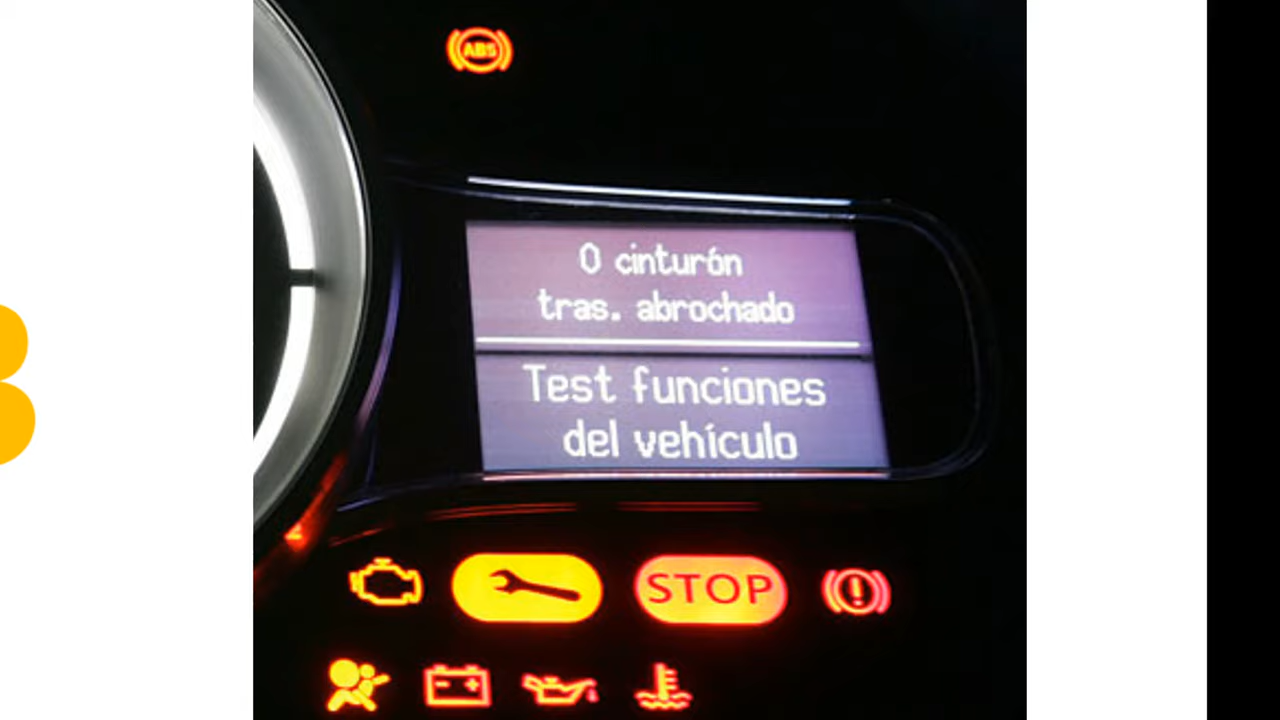 ABS
0 cinturón
tras. abrochado
Test funciones
del vehículo
STOP